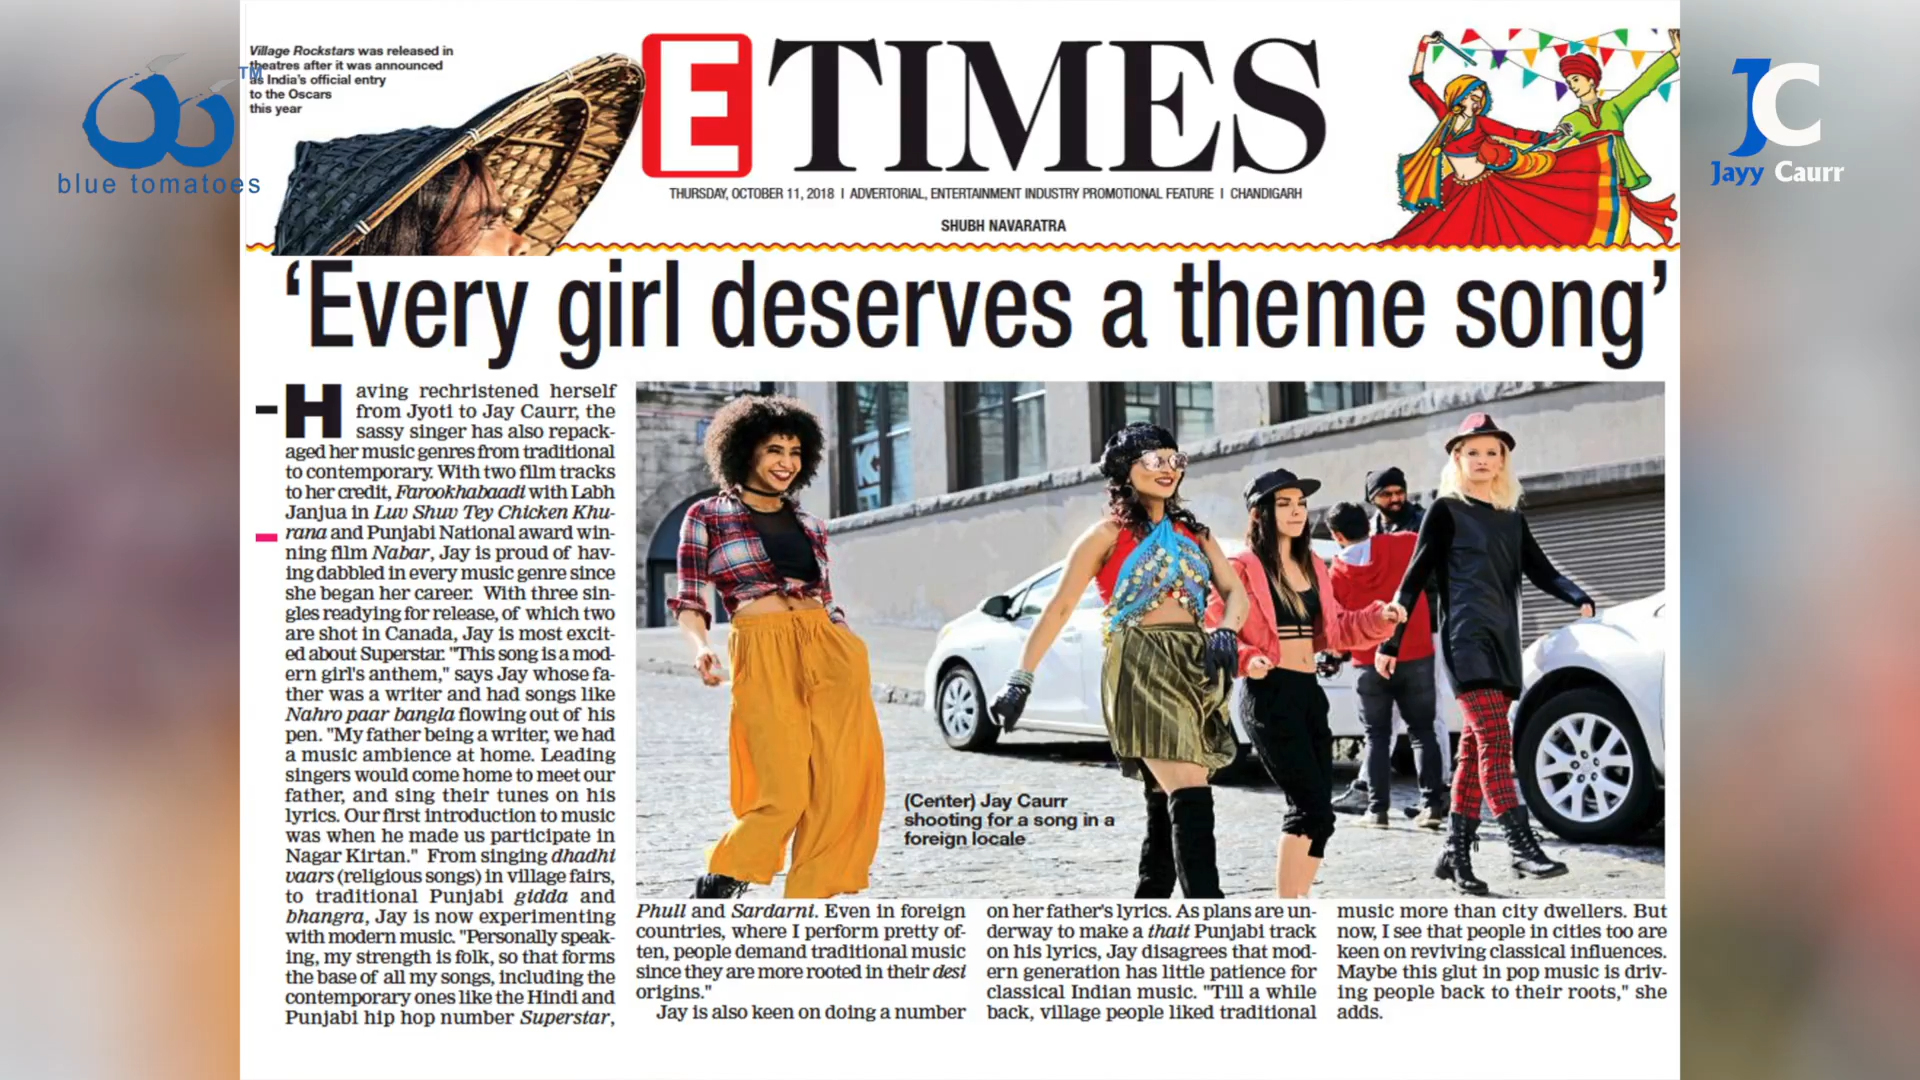 Village Rockstars was released in
theatres after it was announced
as India's official entry
to the Oscars
this year
TM
blue tomatoes
E TIMES
THURSDAY, OCTOBER 11, 2018 I ADVERTORIAL, ENTERTAINMENT INDUSTRY PROMOTIONAL FEATURE I CHANDIGARH
SHUBH NAVARATRA
JC
Jayy Caurr
‘Every girl deserves a theme song’
Having rechristened herself
from Jyoti to Jay Caurr, the
sassy singer has also repack-
aged her music genres from traditional
to contemporary. With two film tracks
to her credit, Farookhabaadi with Labh
Janjua in Luv Shuv Tey Chicken Khu-
rana and Punjabi National award win-
ning film Nabar, Jay is proud of hav-
ing dabbled in every music genre since
she began her career. With three sin-
gles readying for release, of which two
are shot in Canada, Jay is most excit-
ed about Superstar. "This song is a mod-
ern girl's anthem," says Jay whose fa-
ther was a writer and had songs like
Nahro paar bangla flowing out of his
pen. "My father being a writer, we had
a music ambience at home. Leading
singers would come home to meet our
father, and sing their tunes on his
lyrics. Our first introduction to music
was when he made us participate in
Nagar Kirtan." From singing dhadhi
vaars (religious songs) in village fairs,
to traditional Punjabi gidda and
bhangra, Jay is now experimenting
with modern music. "Personally speak-
ing, my strength is folk, so that forms
the base of all my songs, including the
contemporary ones like the Hindi and
Punjabi hip hop number Superstar,
(Center) Jay Caurr
shooting for a song in a
foreign locale
Phull and Sardarni. Even in foreign
countries, where I perform pretty of-
ten, people demand traditional music
since they are more rooted in their desi
origins."
Jay is also keen on doing a number
on her father's lyrics. As plans are un-
derway to make a thait Punjabi track
on his lyrics, Jay disagrees that mod-
ern generation has little patience for
classical Indian music. "Till a while
back, village people liked traditional
music more than city dwellers. But
now, I see that people in cities too are
keen on reviving classical influences.
Maybe this glut in pop music is driv-
ing people back to their roots," she
adds.